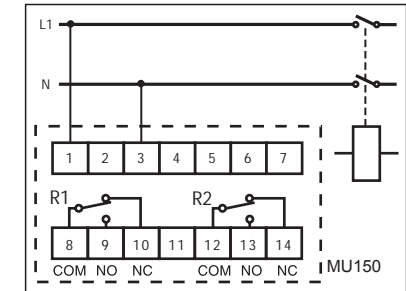 L1
N
1 2 3 4 5 6 7
R1 R2
8 9 10 11 12 13 14
COM NO NC COM NO NC MU150